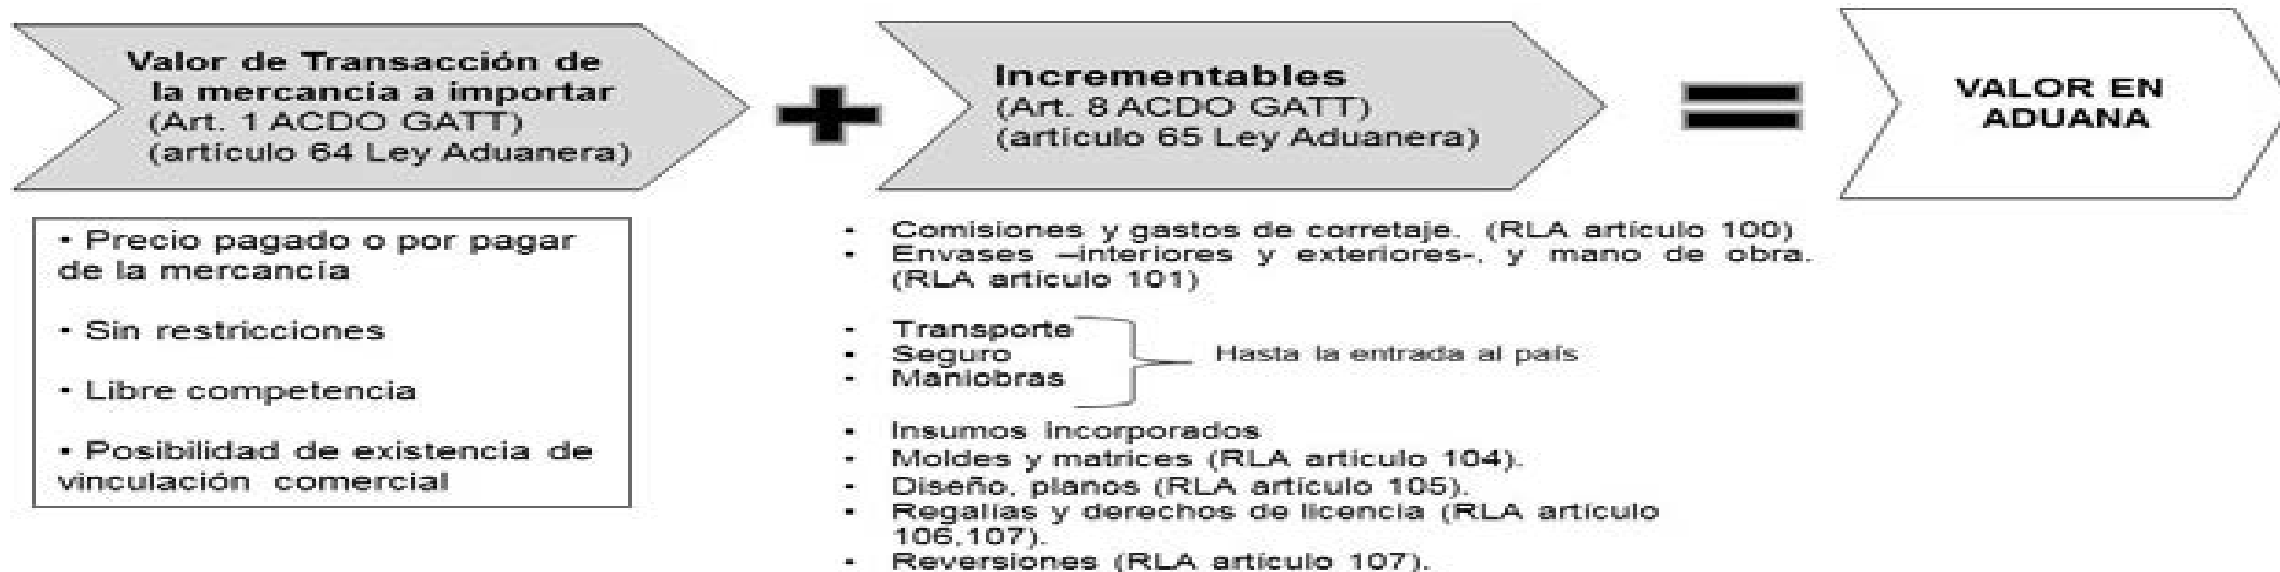 Valor de Transacción de
la mercancía a importar
(Art. 1 ACDO GATT)
(artículo 64 Ley Aduanera)
Incrementables
(Art. 8 ACDO GATT)
(artículo 65 Ley Aduanera)
VALOR EN
ADUANA
• Precio pagado o por pagar
de la mercancía
• Sin restricciones
• Libre competencia
• Posibilidad de existencia de
vinculación comercial
• Comisiones y gastos de corretaje. (RLA artículo 100)
• Envases –interiores y exteriores-, y mano de obra.
(RLA artículo 101)
• Transporte
• Seguro
• Maniobras
Hasta la entrada al país
• Insumos incorporados
• Moldes y matrices (RLA artículo 104).
• Diseño, planos (RLA artículo 105).
• Regalías y derechos de licencia (RLA artículo
106,107).
• Reversiones (RLA artículo 107).